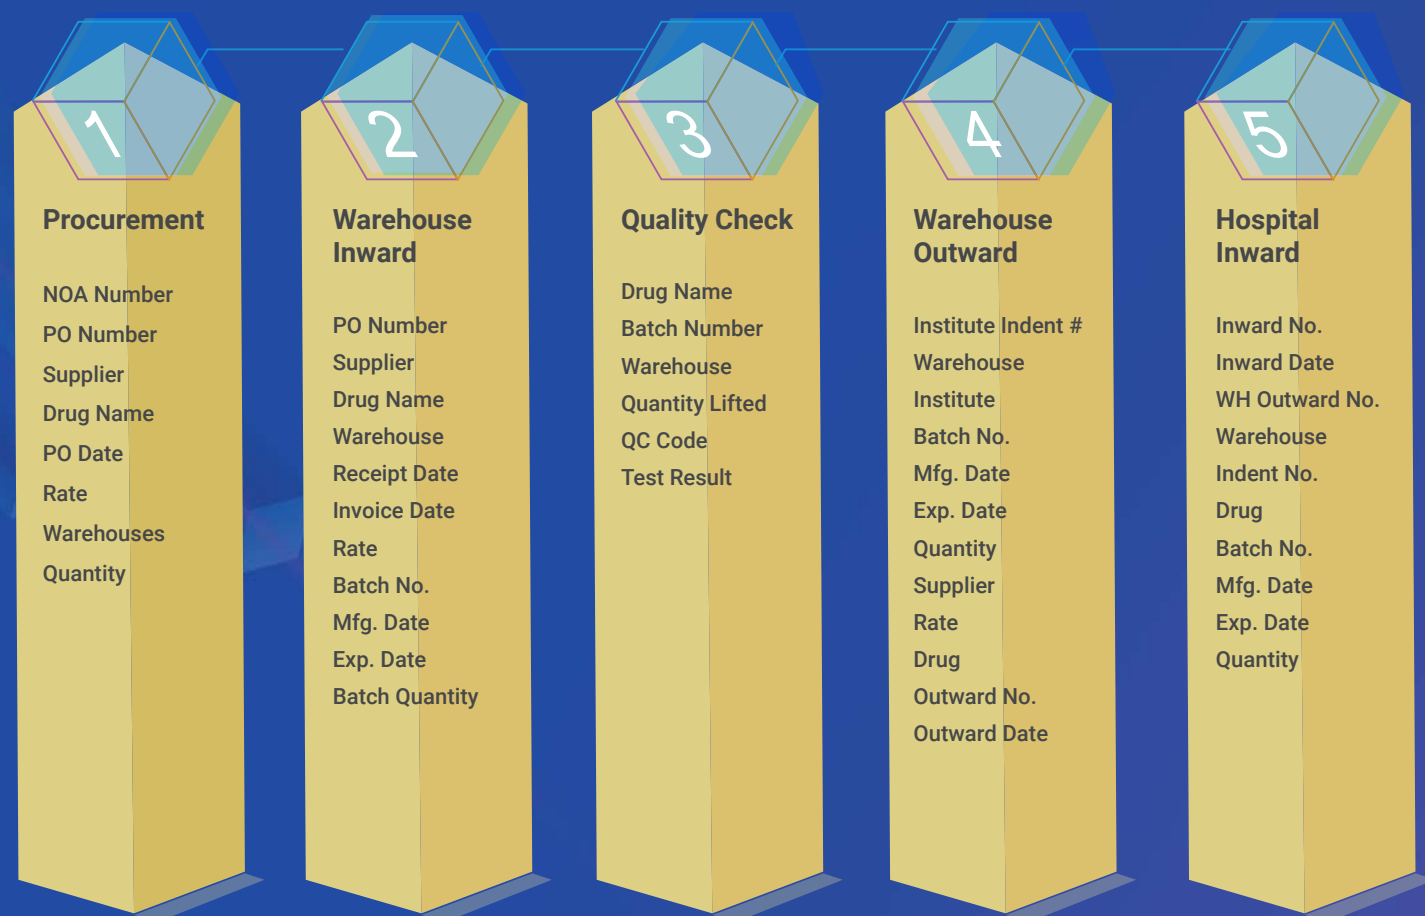 1
Procurement
NOA Number
PO Number
Supplier
Drug Name
PO Date
Rate
Warehouses
Quantity
2
Warehouse
Inward
PO Number
Supplier
Drug Name
Warehouse
Receipt Date
Invoice Date
Rate
Batch No.
Mfg. Date
Exp. Date
Batch Quantity
3
Quality Check
Drug Name
Batch Number
Warehouse
Quantity Lifted
QC Code
Test Result
4
Warehouse
Outward
Institute Indent #
Warehouse
Institute
Batch No.
Mfg. Date
Exp. Date
Quantity
Supplier
Rate
Drug
Outward No.
Outward Date
5
Hospital
Inward
Inward No.
Inward Date
WH Outward No.
Warehouse
Indent No.
Drug
Batch No.
Mfg. Date
Exp. Date
Quantity